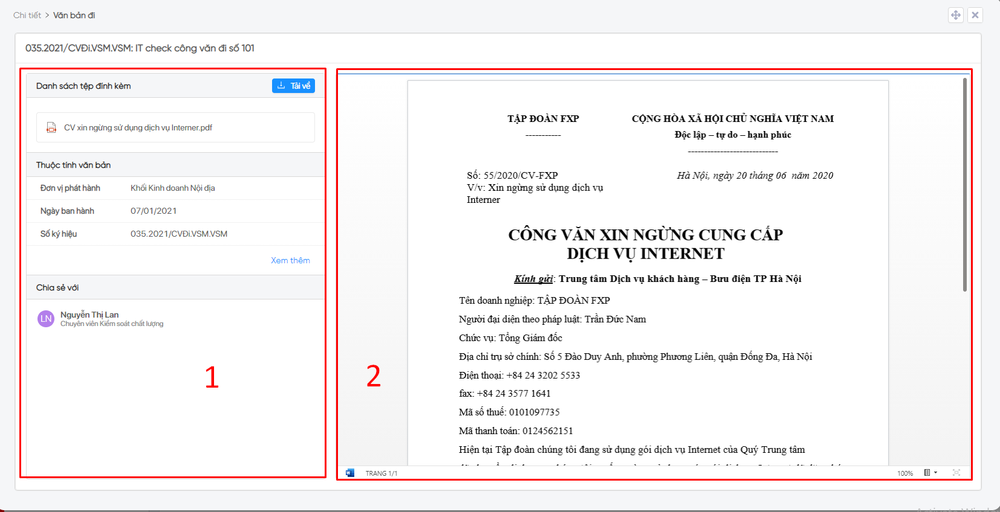 Chi tiết > Văn bản đi
035.2021/CVĐi.VSM.VSM: IT check công văn đi số 101
Danh sách tệp đính kèm
Tải về
CV xin ngừng sử dụng dịch vụ Interner.pdf
Thuộc tính văn bản
Đơn vị phát hành Khối Kinh doanh Nội địa
Ngày ban hành 07/01/2021
Số ký hiệu 035.2021/CVĐi.VSM.VSM
Xem thêm
Chia sẻ với
LN
Nguyễn Thị Lan
Chuyên viên Kiểm soát chất lượng
1
TẬP ĐOÀN FXP
-----------
CỘNG HÒA XÃ HỘI CHỦ NGHĨA VIỆT NAM
Độc lập – tự do – hạnh phúc
----------------------------
Số: 55/2020/CV-FXP
V/v: Xin ngừng sử dụng dịch vụ
Interner
Hà Nội, ngày 20 tháng 06 năm 2020
CÔNG VĂN XIN NGỪNG CUNG CẤP
DỊCH VỤ INTERNET
Kính gửi: Trung tâm Dịch vụ khách hàng – Bưu điện TP Hà Nội
Tên doanh nghiệp: TẬP ĐOÀN FXP
Người đại diện theo pháp luật: Trần Đức Nam
Chức vụ: Tổng Giám đốc
Địa chỉ trụ sở chính: Số 5 Đào Duy Anh, phường Phương Liên, quận Đống Đa, Hà Nội
Điện thoại: +84 24 3202 5533
fax: +84 24 3577 1641
Mã số thuế: 0101097735
Mã thanh toán: 0124562151
Hiện tại Tập đoàn chúng tôi đang sử dụng gói dịch vụ Internet của Quý Trung tâm
2
TRANG 1/1
100%